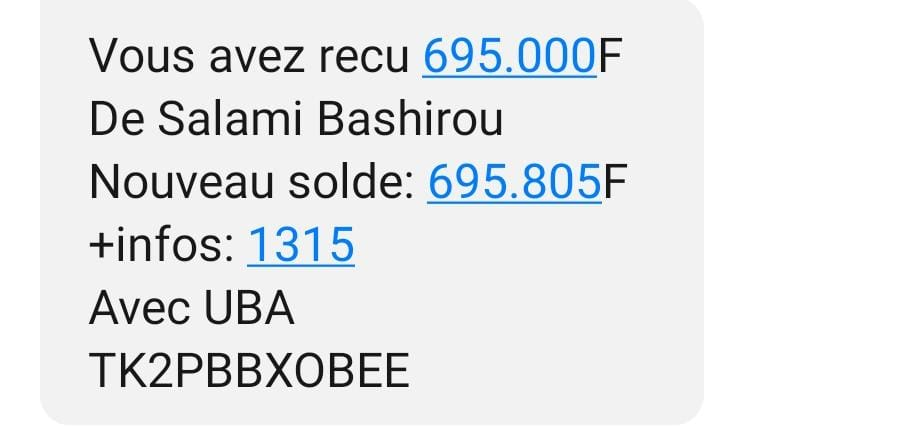 Vous avez recu 695.000F
De Salami Bashirou
Nouveau solde: 695.805F
+infos: 1315
Avec UBA
TK2PBBXOBEE